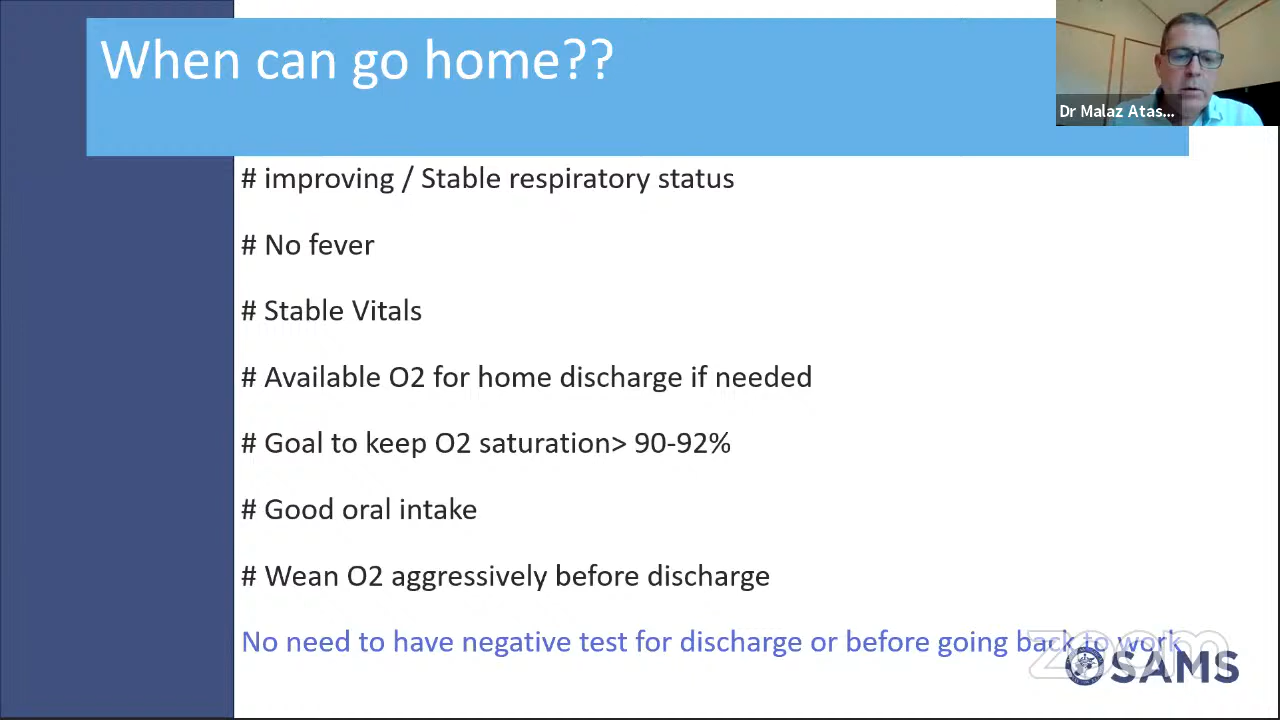 When can go home??
Dr Malaz Atas...
# improving / Stable respiratory status
# No fever
# Stable Vitals
# Available O2 for home discharge if needed
# Goal to keep O2 saturation> 90-92%
# Good oral intake
# Wean O2 aggressively before discharge
No need to have negative test for discharge or before going back to work
zoom
SAMS